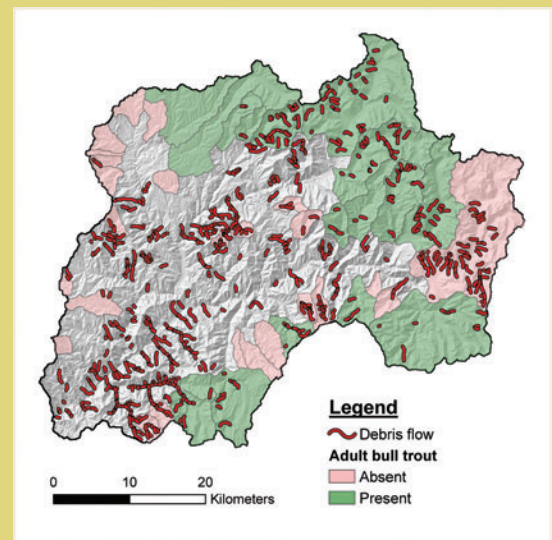 Legend
Debris flow
Adult bull trout
Absent
Present
0 10 20
Kilometers